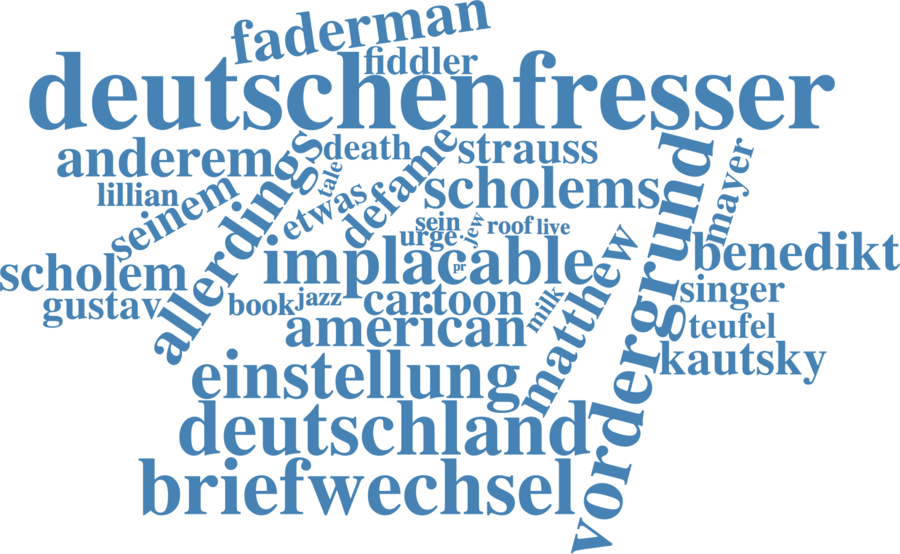 faderman
fiddler
deutschenfresser
anderem
death
strauss
lillian
tale
defame
scholems
mayer
seinem
allerdings
etwas
sein
jew
roof
live
urge
vordergrund
benedikt
scholem
implacable
pr
matthew
singer
gustav
book
jazz
cartoon
milk
teufel
american
kautsky
einstellung
deutschland
briefwechsel